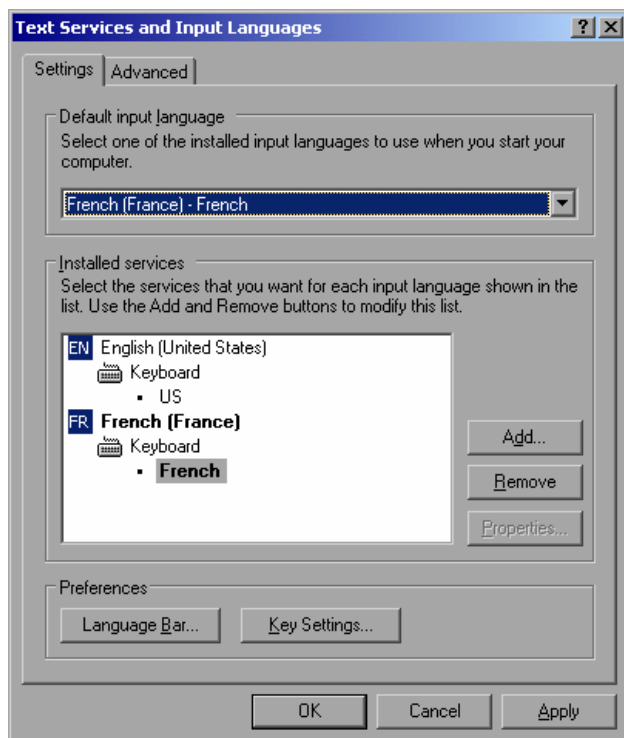 Text Services and Input Languages
Settings
Advanced
Default input language
Select one of the installed input languages to use when you start your
computer.
French (France) - French
Installed services
Select the services that you want for each input language shown in the
list. Use the Add and Remove buttons to modify this list.
EN English (United States)
Keyboard
US
FR French (France)
Keyboard
French
Add...
Remove
Properties...
Preferences
Language Bar...
Key Settings...
OK
Cancel
Apply